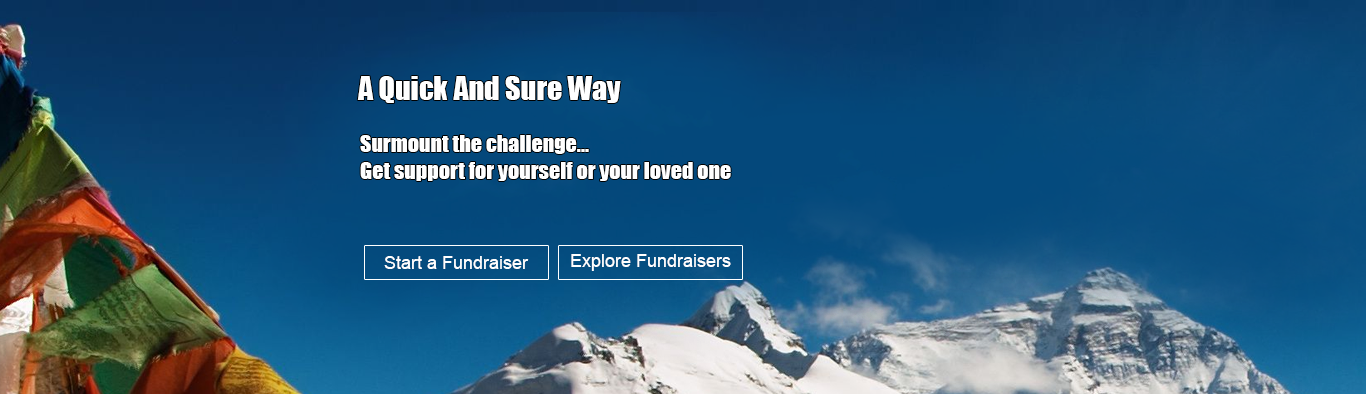 A Quick And Sure Way
Surmount the challenge...
Get support for yourself or your loved one
Start a Fundraiser
Explore Fundraisers